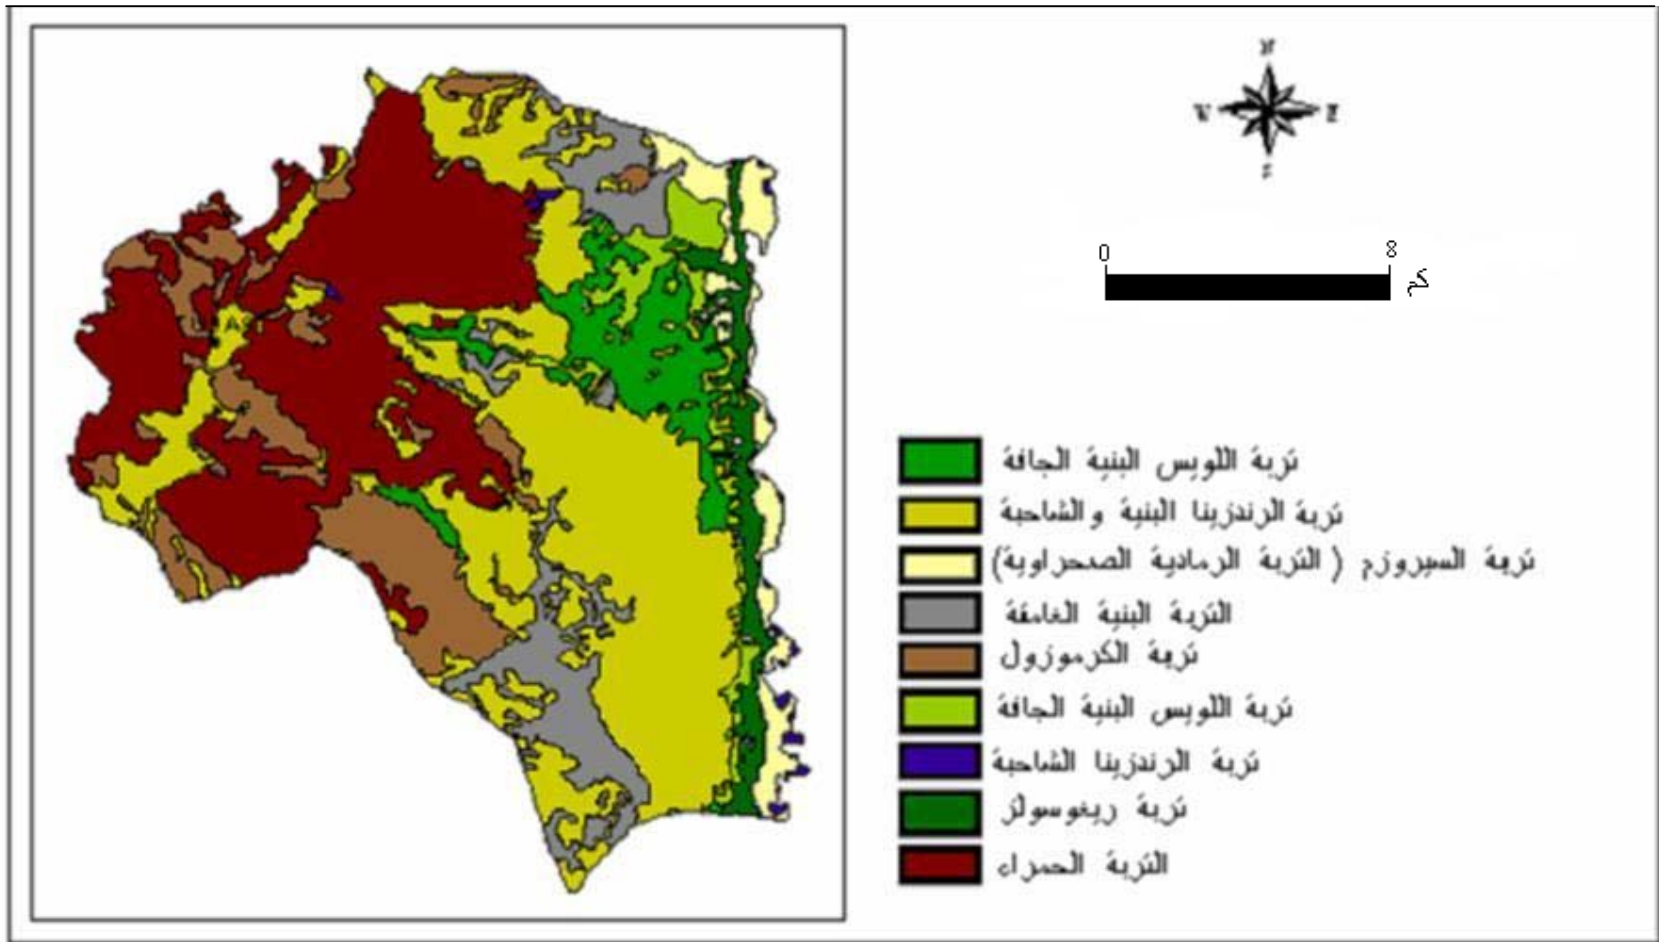 N
W E
S
0 8
كم
تربة اللويس البنية الجافة
تربة الرندزينا البنية والشاحبة
تربة السيروزم ( التربة الرمادية الصحراوية)
التربة البنية الغامقة
تربة الكرموزول
تربة اللويس البنية الجافة
تربة الرندزينا الشاحبة
تربة ريغوسولز
التربة الحمراء